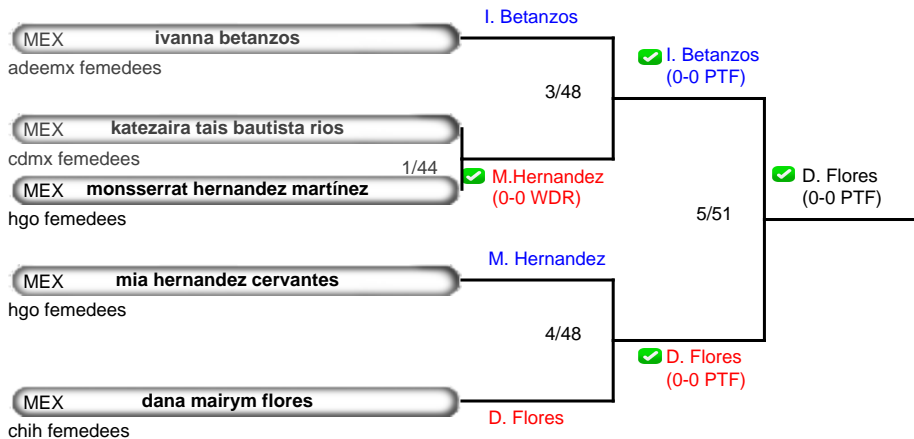 I. Betanzos
MEX ivanna betanzos
adeemx femedees
I. Betanzos
(0-0 PTF)
3/48
MEX katezaira tais bautista rios
cdmx femedees
1/44
MEX monsserrat hernandez martínez
hgo femedees
M.Hernandez
(0-0 WDR)
D. Flores
(0-0 PTF)
5/51
M. Hernandez
MEX mia hernandez cervantes
hgo femedees
4/48
D. Flores
(0-0 PTF)
MEX dana mairym flores
chih femedees
D. Flores